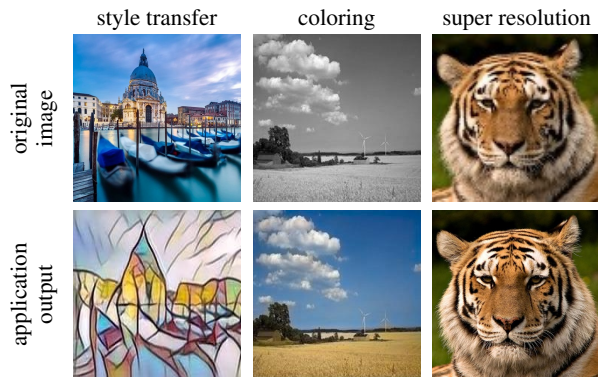 style transfer
coloring
super resolution
original
image
application
output